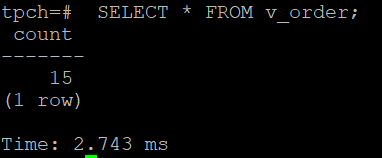 tpch=#  SELECT * FROM v_order;
 count
-------
    15
(1 row)

Time: 2.743 ms